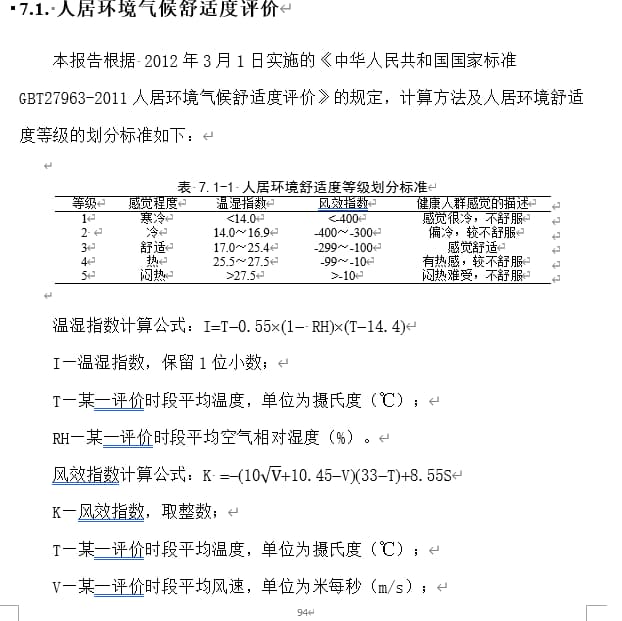 7.1. 人居环境气候舒适度评价
本报告根据 2012 年 3 月 1 日实施的《中华人民共和国国家标准
GBT27963-2011 人居环境气候舒适度评价》的规定，计算方法及人居环境舒适
度等级的划分标准如下：
表 7.1-1 人居环境舒适度等级划分标准
等级 感觉程度 温湿指数 风效指数 健康人群感觉的描述
1 寒冷 <14.0 <-400 感觉很冷，不舒服
2 冷 14.0～16.9 -400～-300 偏冷，较不舒服
3 舒适 17.0～25.4 -299～-100 感觉舒适
4 热 25.5～27.5 -99～-10 有热感，较不舒服
5 闷热 >27.5 >-10 闷热难受，不舒服
温湿指数计算公式：I=T−0.55×(1− RH)×(T−14.4)
I—温湿指数，保留 1 位小数；
T—某一评价时段平均温度，单位为摄氏度（℃）；
RH—某一评价时段平均空气相对湿度（%）。
风效指数计算公式：K =−(10√V+10.45−V)(33−T)+8.55S
K—风效指数，取整数；
T—某一评价时段平均温度，单位为摄氏度（℃）；
V—某一评价时段平均风速，单位为米每秒（m/s）；
94